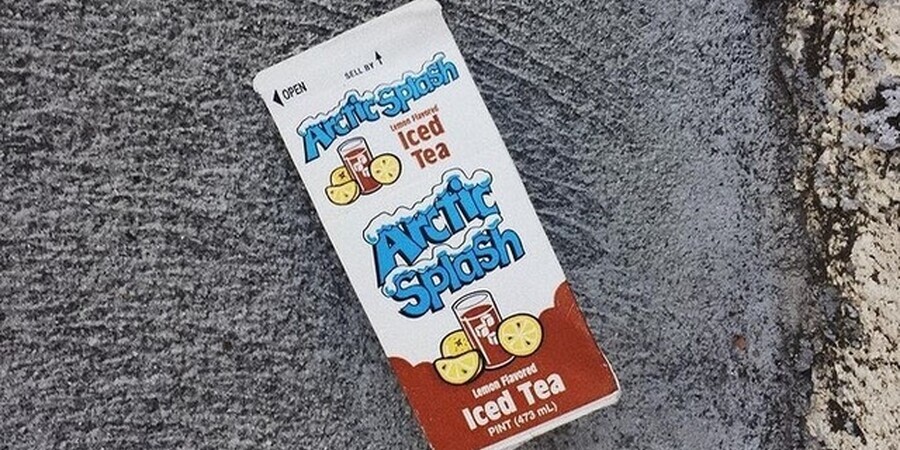 OPEN
SELL BY
Arctic Splash
Lemon Flavored
Iced
Tea
Arctic
Splash
Lemon Flavored
Iced Tea
PINT (473 mL)